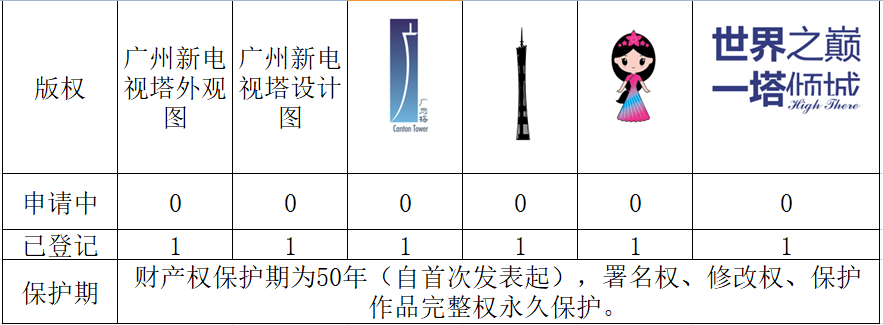 版权
广州新电
视塔外观
图
广州新电
视塔设计
图
广州塔
Canton Tower
世界之巅
一塔倾城
High There
申请中 0 0 0 0 0 0
已登记 1 1 1 1 1 1
保护期
财产权保护期为50年（自首次发表起），署名权、修改权、保护
作品完整权永久保护。